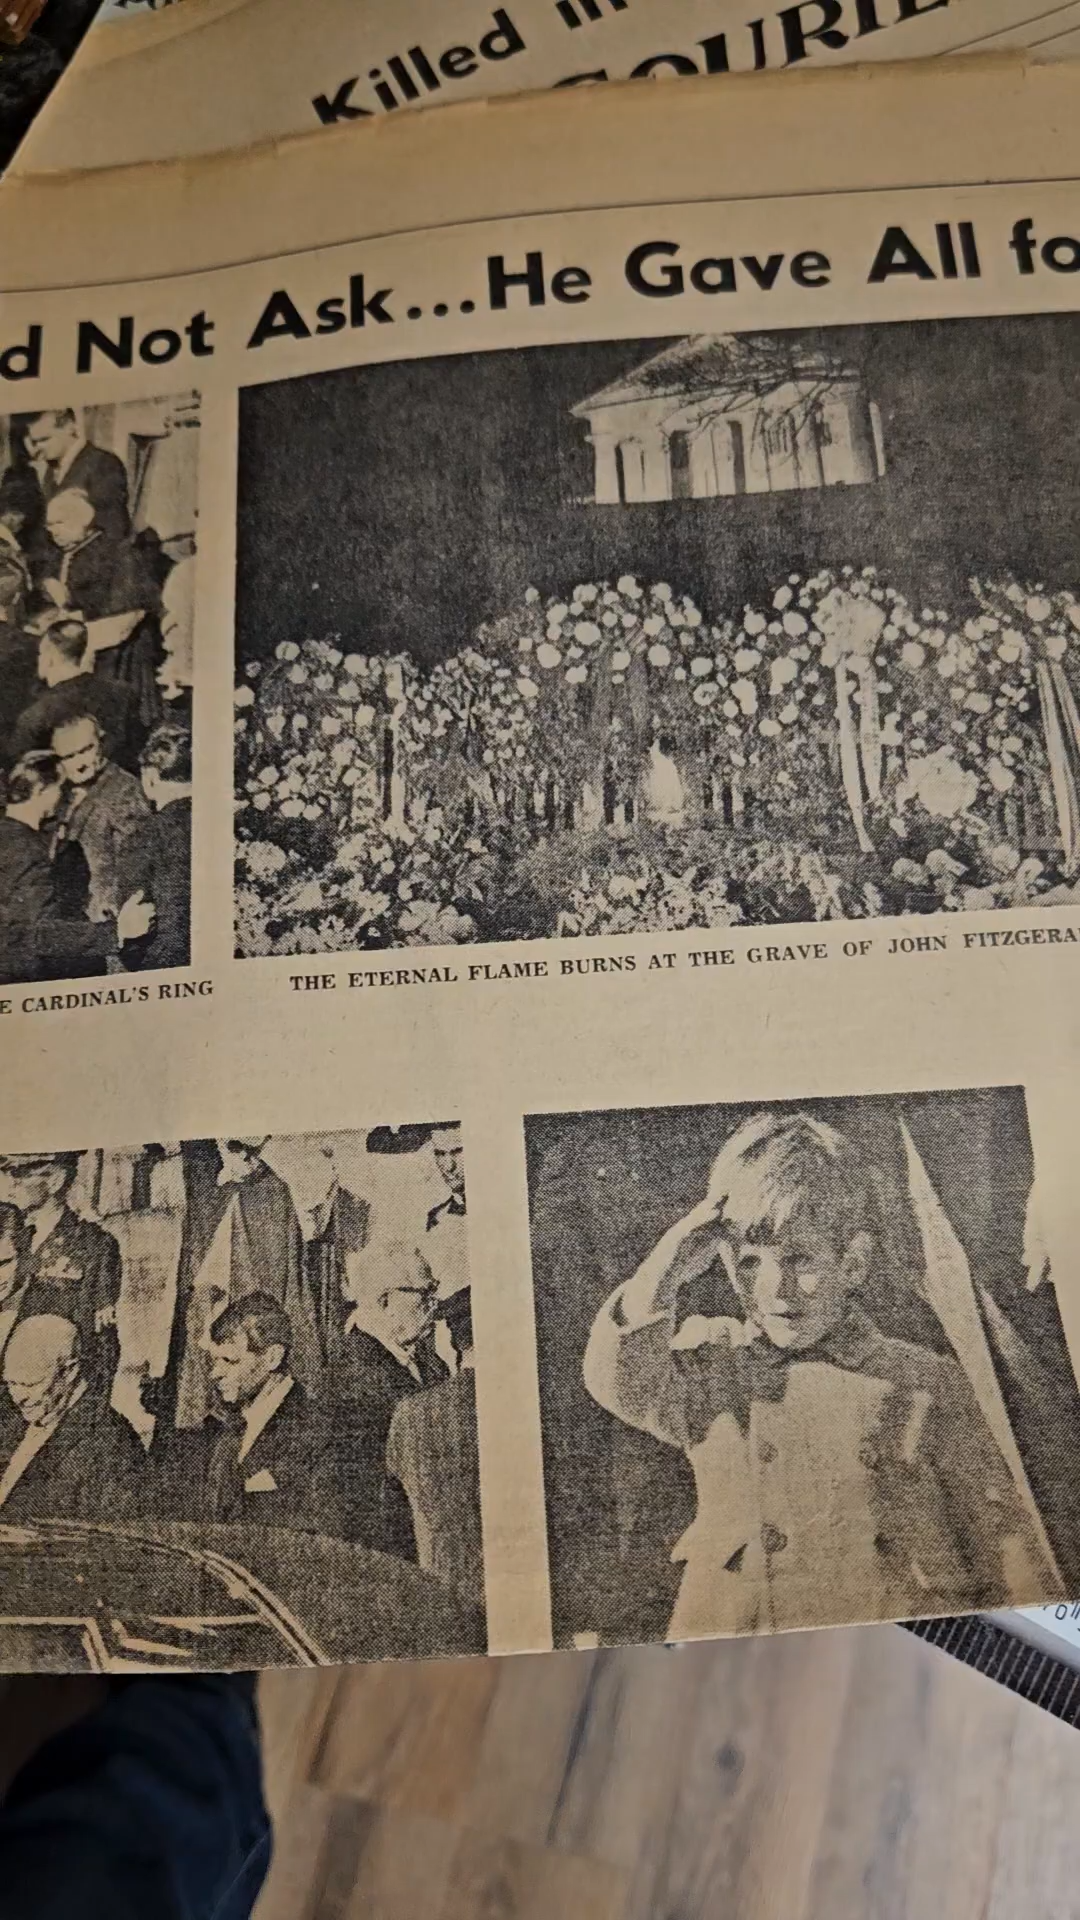 Killed in
COURIE
d Not Ask...He Gave All fo
E CARDINAL'S RING
THE ETERNAL FLAME BURNS AT THE GRAVE OF JOHN FITZGERA